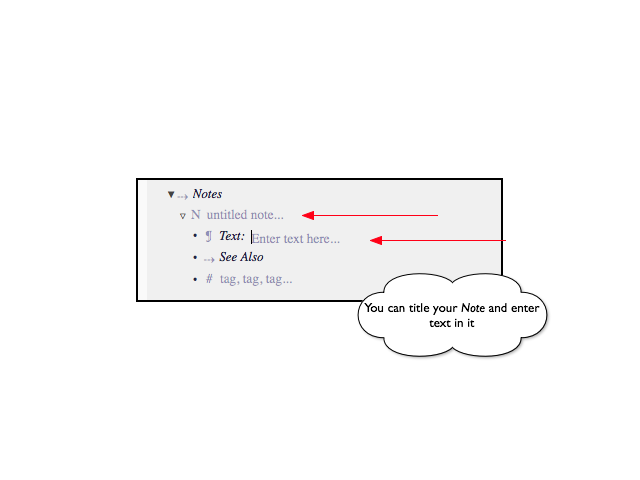 Notes
N untitled note...
¶ Text: Enter text here...
See Also
# tag, tag, tag...
You can title your Note and enter
text in it